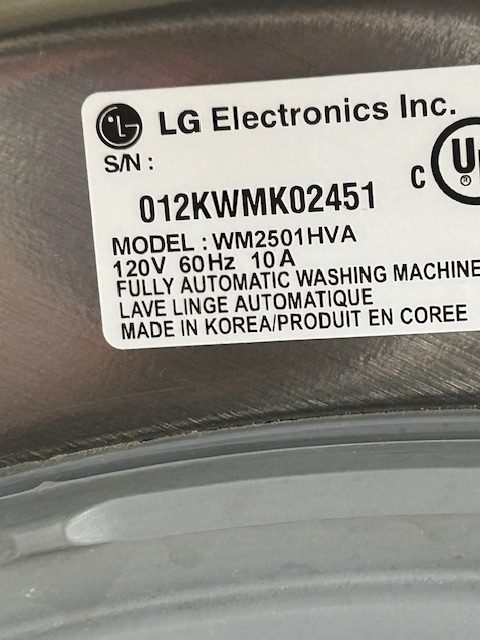 LG LG Electronics Inc.
S/N :
012KWMK02451
C U ®
MODEL : WM2501HVA
120V 60Hz 10A
FULLY AUTOMATIC WASHING MACHINE
LAVE LINGE AUTOMATIQUE
MADE IN KOREA/PRODUIT EN COREE